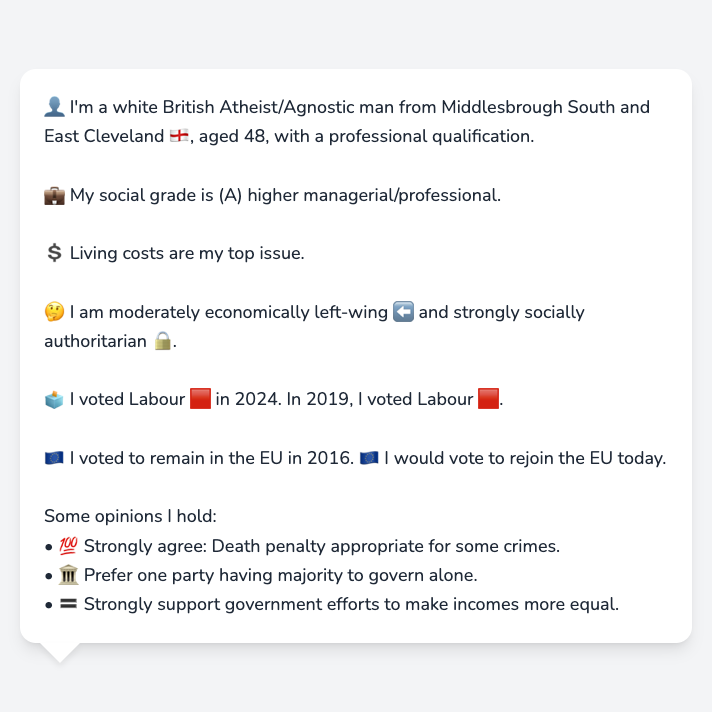 👤 I'm a white British Atheist/Agnostic man from Middlesbrough South and
East Cleveland 🏴󠁧󠁢󠁥󠁮󠁧󠁿, aged 48, with a professional qualification.
💼 My social grade is (A) higher managerial/professional.
💲 Living costs are my top issue.
🤔 I am moderately economically left-wing ⬅️ and strongly socially
authoritarian 🔒.
🗳️ I voted Labour 🟥 in 2024. In 2019, I voted Labour 🟥.
🇪🇺 I voted to remain in the EU in 2016. 🇪🇺 I would vote to rejoin the EU today.
Some opinions I hold:
• 💯 Strongly agree: Death penalty appropriate for some crimes.
• 🏛️ Prefer one party having majority to govern alone.
• 🟰 Strongly support government efforts to make incomes more equal.